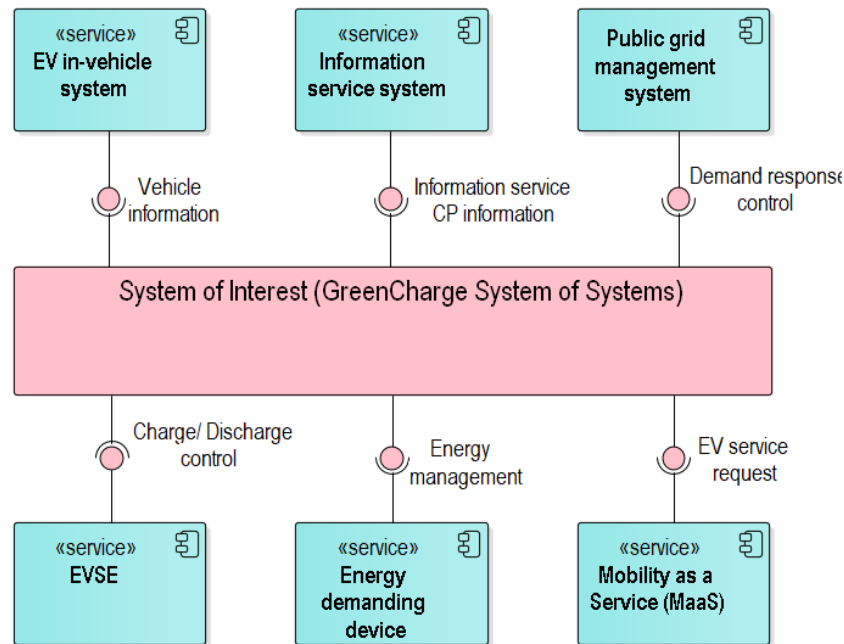 «service»
EV in-vehicle
system
«service»
Information
service system
Public grid
management
system
Vehicle
information
Information service
CP information
Demand response
control
System of Interest (GreenCharge System of Systems)
Charge/ Discharge
control
Energy
management
EV service
request
«service»
EVSE
«service»
Energy
demanding
device
«service»
Mobility as a
Service (MaaS)